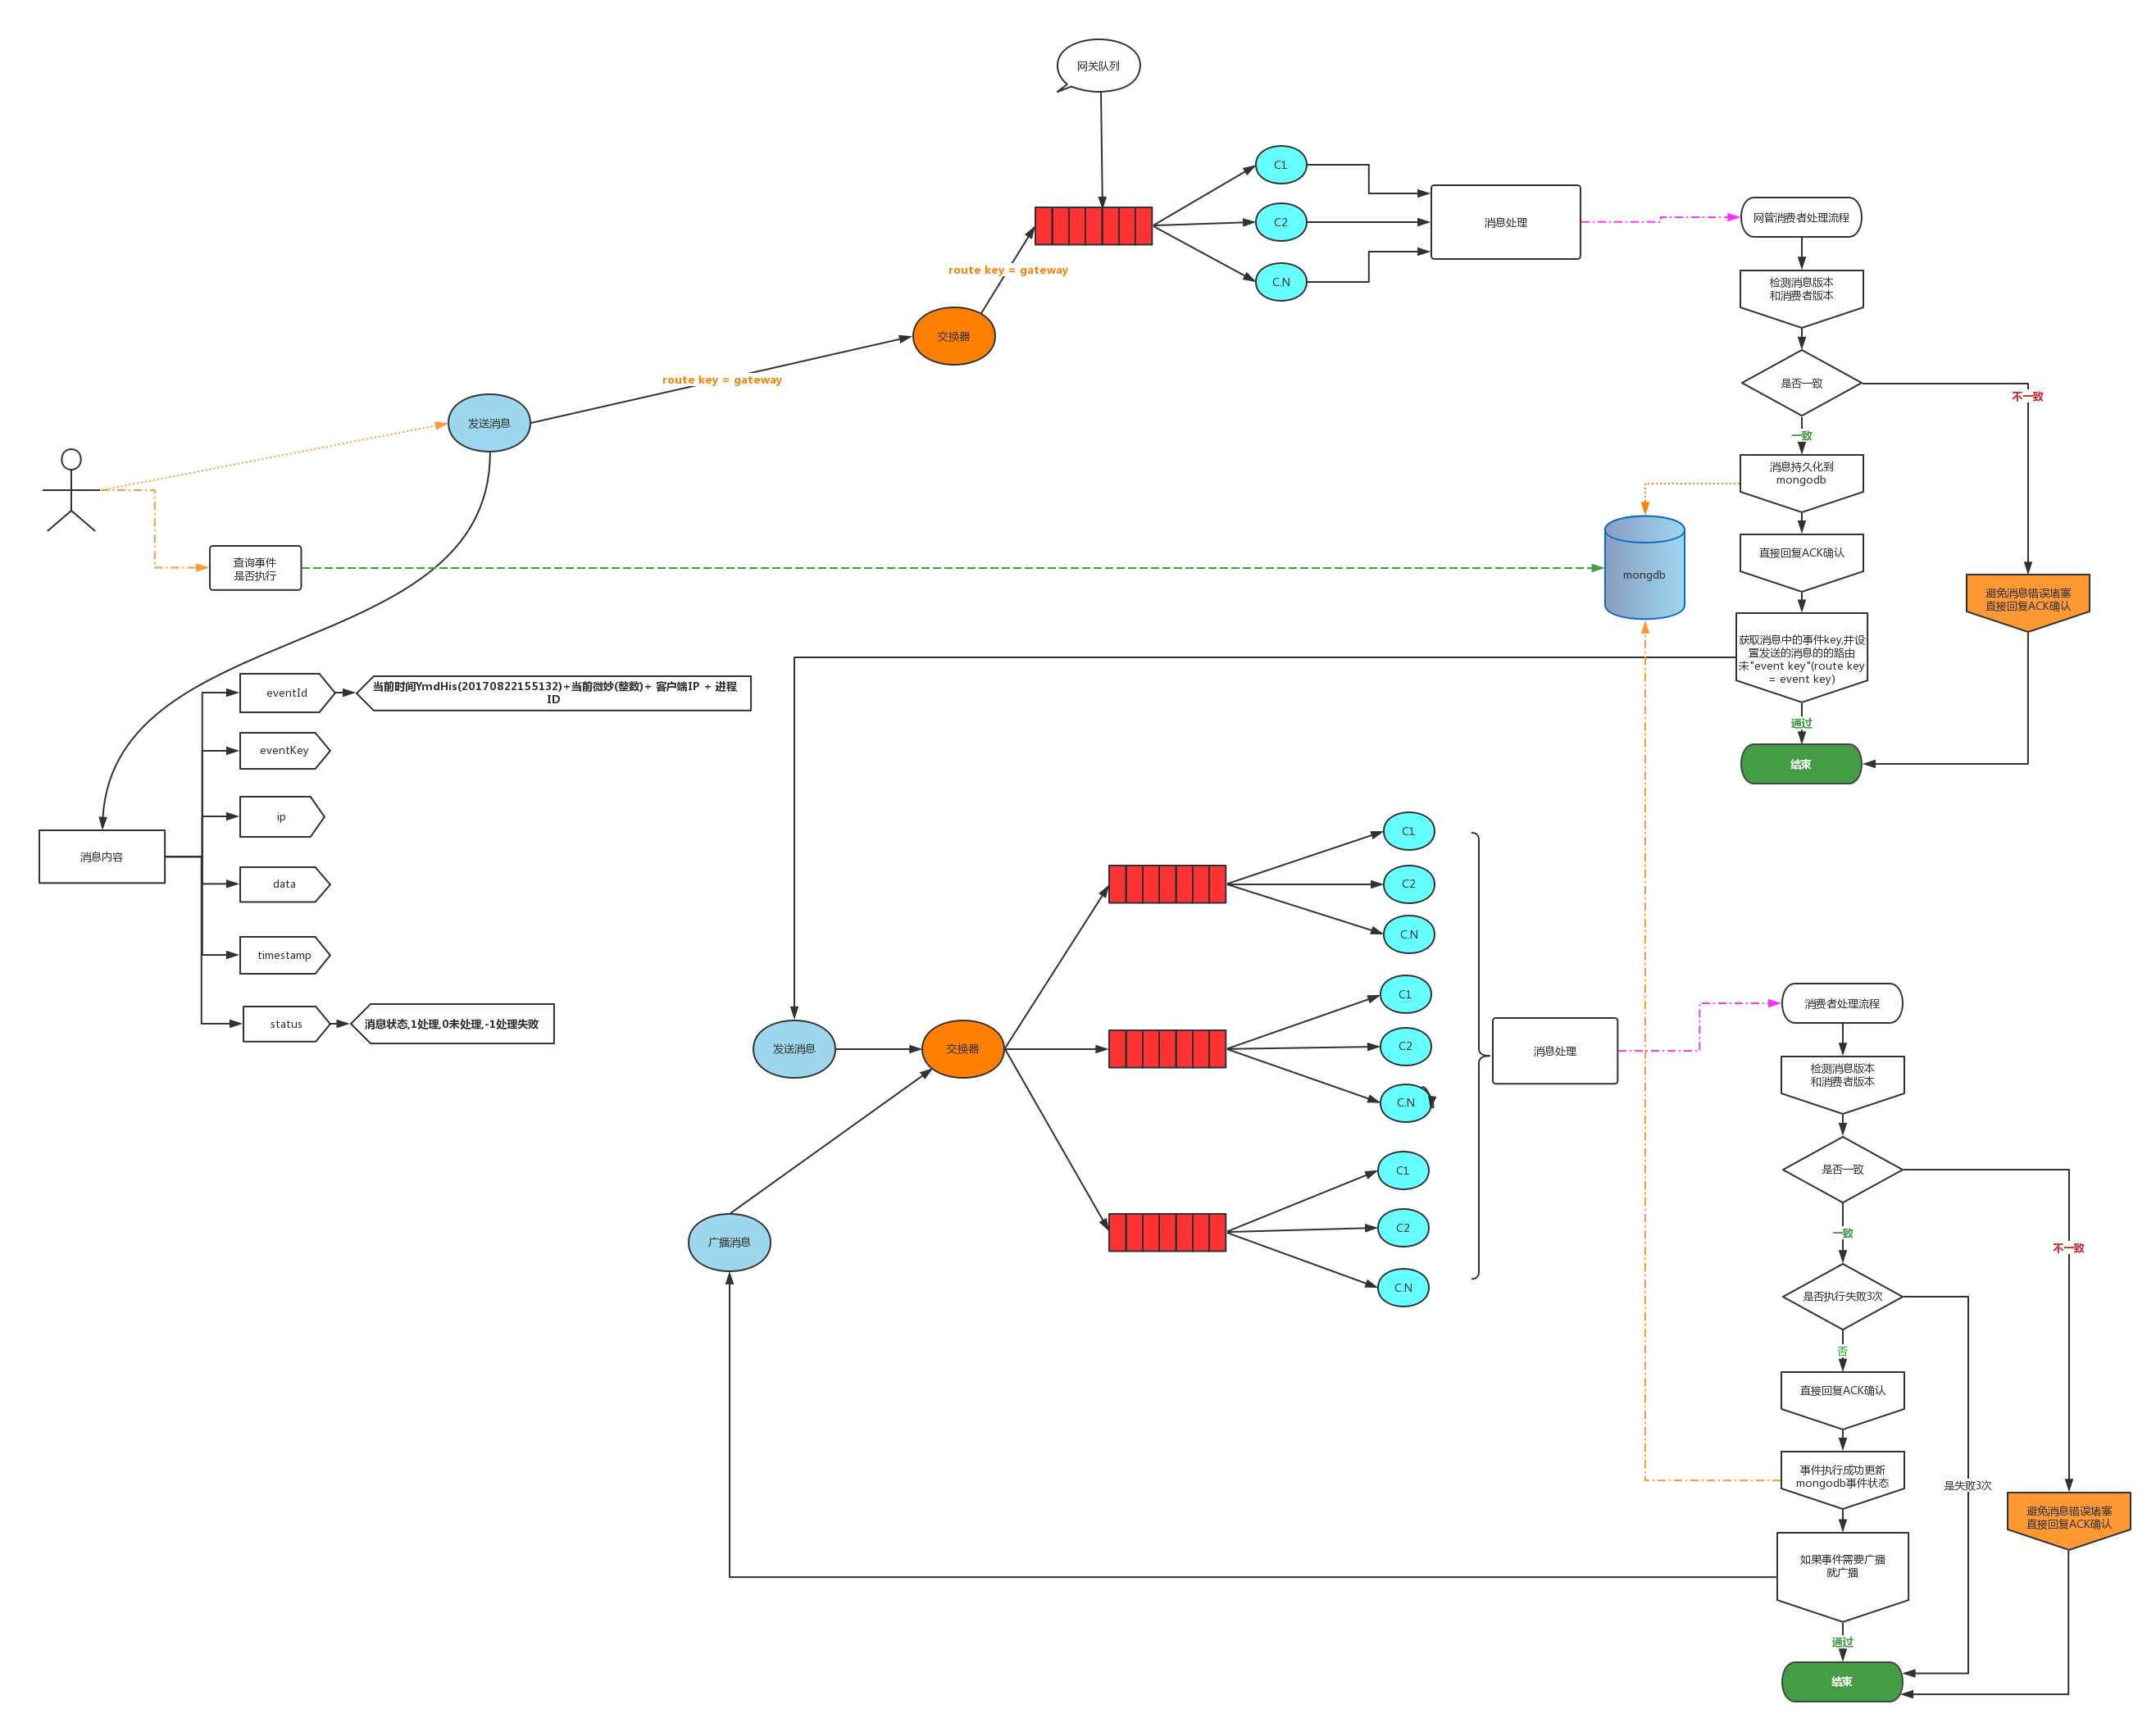 网关队列
C1
C2
C.N
消息处理
route key = gateway
交换器
route key = gateway
发送消息
查询事件
是否执行
网管消费者处理流程
检测消息版本
和消费者版本
是否一致
不一致
一致
消息持久化到
mongodb
直接回复ACK确认
mongdb
避免消息错误堵塞
直接回复ACK确认
获取消息中的事件key,并设
置发送的消息的的路由
未"event key"(route key
= event key)
通过
结束
消息内容
eventId
当前时间YmdHis(20170822155132)+当前微妙(整数)+ 客户端IP + 进程
ID
eventKey
ip
data
timestamp
status
消息状态,1处理,0未处理,-1处理失败
发送消息
交换器
广播消息
C1
C2
C.N
C1
C2
C.N
C1
C2
C.N
消息处理
消费者处理流程
检测消息版本
和消费者版本
是否一致
不一致
一致
是否执行失败3次
否
直接回复ACK确认
事件执行成功更新
mongodb事件状态
是失败3次
避免消息错误堵塞
直接回复ACK确认
如果事件需要广播
就广播
通过
结束